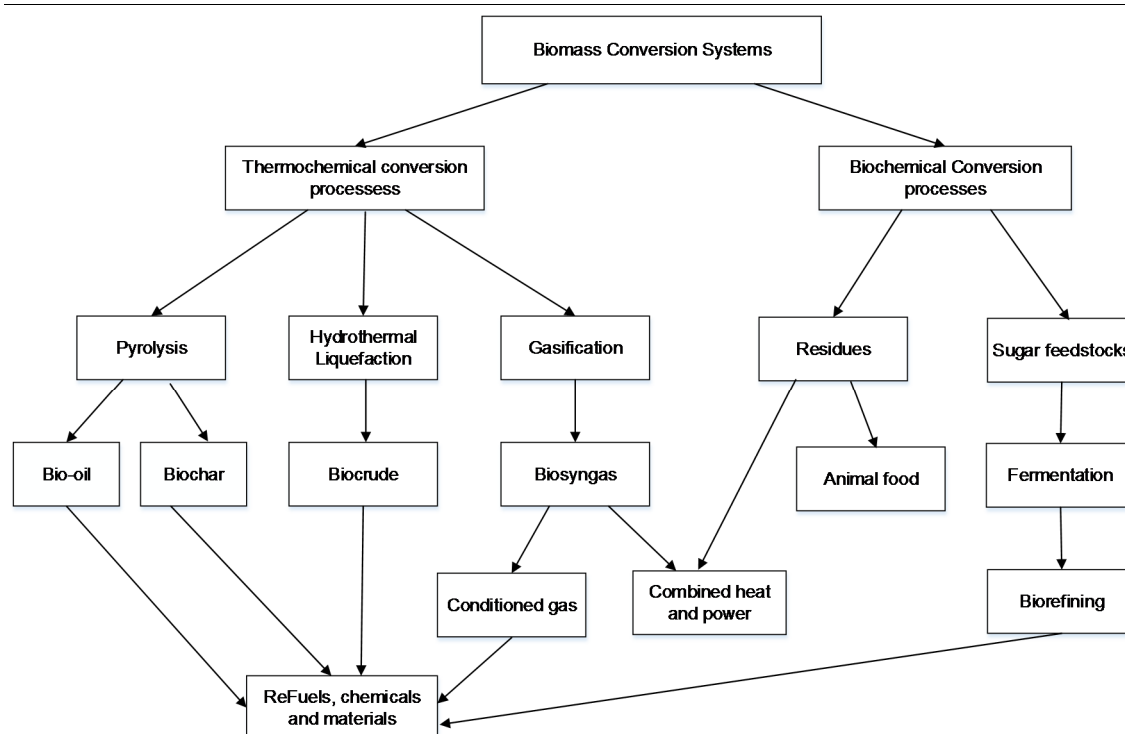 Biomass Conversion Systems
Thermochemical conversion
processess
Biochemical Conversion
processes
Pyrolysis
Hydrothermal
Liquefaction
Gasification
Residues
Sugar feedstocks
Bio-oil
Biochar
Biocrude
Biosyngas
Animal food
Fermentation
Conditioned gas
Combined heat
and power
Biorefining
ReFuels, chemicals
and materials